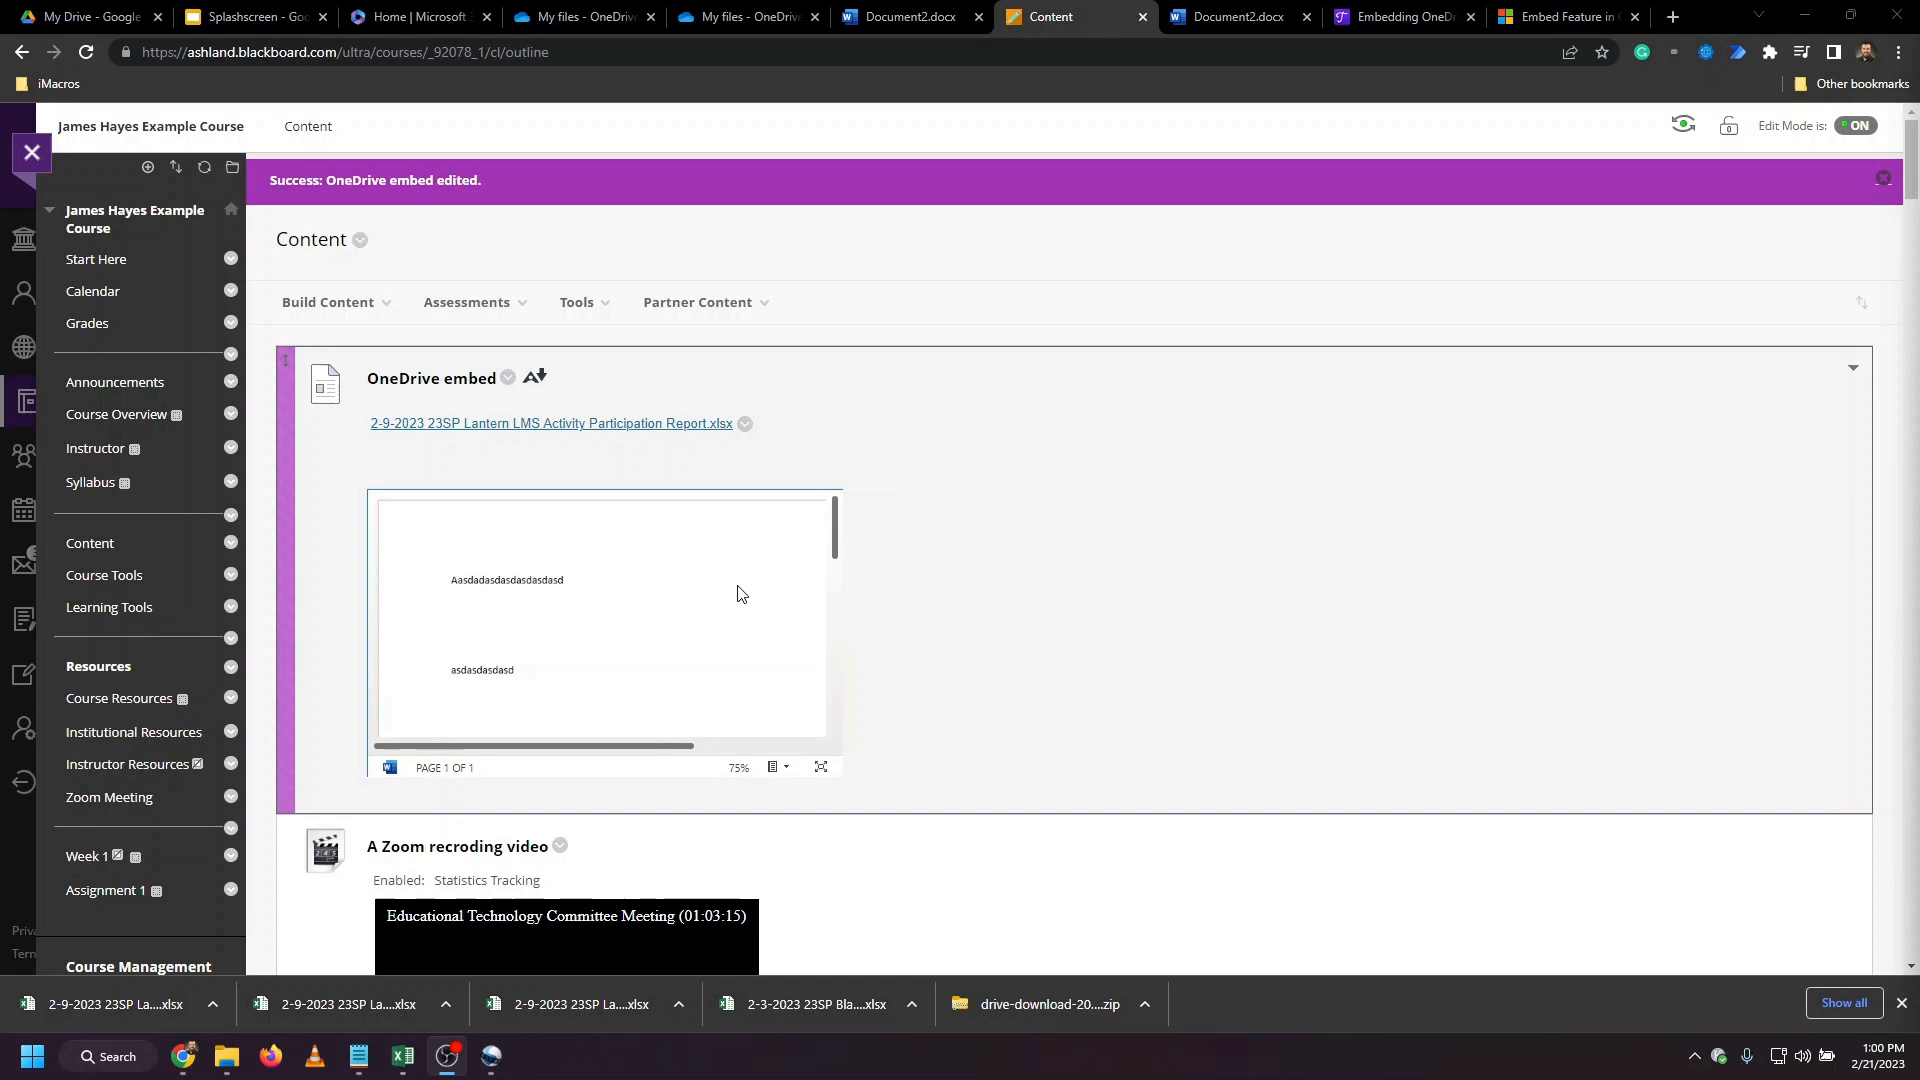 My Drive - Google
Splashscreen - Goo
Home | Microsoft
My files - OneDrive
My files - OneDrive
Document2.docx
Content
Document2.docx
Embedding OneD
Embed Feature in
https://ashland.blackboard.com/ultra/courses/_92078_1/cl/outline
iMacros
Other bookmarks
James Hayes Example Course
Content
Edit Mode is:
ON
Success: OneDrive embed edited.
James Hayes Example
Course
Start Here
Calendar
Grades
Announcements
Course Overview
Instructor
Syllabus
Content
Course Tools
Learning Tools
Resources
Course Resources
Institutional Resources
Instructor Resources
Zoom Meeting
Week 1
Assignment 1
Priva
Tern
Course Management
Content
Build Content
Assessments
Tools
Partner Content
OneDrive embed
2-9-2023 23SP Lantern LMS Activity Participation Report.xlsx
Aasdadasdasdasdasdasd
asdasdasdasd
PAGE 1 OF 1
75%
A Zoom recroding video
Enabled: Statistics Tracking
Educational Technology Committee Meeting (01:03:15)
2-9-2023 23SP La....xlsx
2-9-2023 23SP La....xlsx
2-9-2023 23SP La....xlsx
2-3-2023 23SP Bla....xlsx
drive-download-20....zip
Show all
Search
1:00 PM
2/21/2023